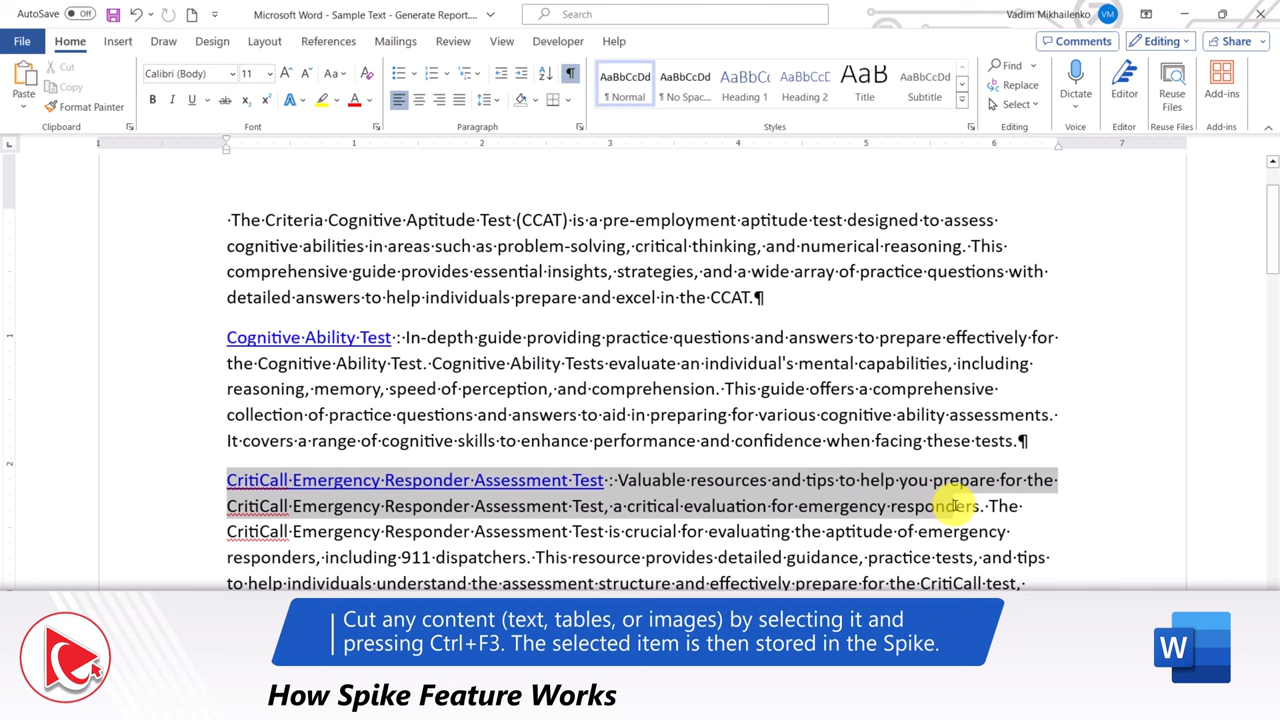 AutoSave Off Microsoft Word - Sample Text - Generate Report.... Search Vadim Mikhailenko VM
File Home Insert Draw Design Layout References Mailings Review View Developer Help Comments Editing Share
Paste Cut Copy Format Painter
Clipboard
Calibri (Body) 11
Font
Paragraph
AaBbCcDd AaBbCcDd AaBbCc AaBbCcDd AaB AaBbCcDd
¶ Normal ¶ No Spac... Heading 1 Heading 2 Title Subtitle
Styles
Find
Replace
Select
Editing
Dictate
Voice
Editor
Editor
Reuse Files
Reuse Files
Add-ins
Add-ins
1 1 2 3 4 5 6 7
·The·Criteria·Cognitive·Aptitude·Test·(CCAT)·is·a·pre-employment·aptitude·test·designed·to·assess·
cognitive·abilities·in·areas·such·as·problem-solving,·critical·thinking,·and·numerical·reasoning.·This·
comprehensive·guide·provides·essential·insights,·strategies,·and·a·wide·array·of·practice·questions·with·
detailed·answers·to·help·individuals·prepare·and·excel·in·the·CCAT.¶
1
Cognitive·Ability·Test·:·In-depth·guide·providing·practice·questions·and·answers·to·prepare·effectively·for·
the·Cognitive·Ability·Test.·Cognitive·Ability·Tests·evaluate·an·individual's·mental·capabilities,·including·
reasoning,·memory,·speed·of·perception,·and·comprehension.·This·guide·offers·a·comprehensive·
collection·of·practice·questions·and·answers·to·aid·in·preparing·for·various·cognitive·ability·assessments.·
It·covers·a·range·of·cognitive·skills·to·enhance·performance·and·confidence·when·facing·these·tests.¶
2
CritiCall·Emergency·Responder·Assessment·Test·:·Valuable·resources·and·tips·to·help·you·prepare·for·the·
CritiCall·Emergency·Responder·Assessment·Test,·a·critical·evaluation·for·emergency·responders.·The·
CritiCall·Emergency·Responder·Assessment·Test·is·crucial·for·evaluating·the·aptitude·of·emergency·
responders,·including·911·dispatchers.·This·resource·provides·detailed·guidance,·practice·tests,·and·tips·
to·help·individuals·understand·the·assessment·structure·and·effectively·prepare·for·the·CritiCall·test,·
Cut any content (text, tables, or images) by selecting it and
pressing Ctrl+F3. The selected item is then stored in the Spike.
How Spike Feature Works
W